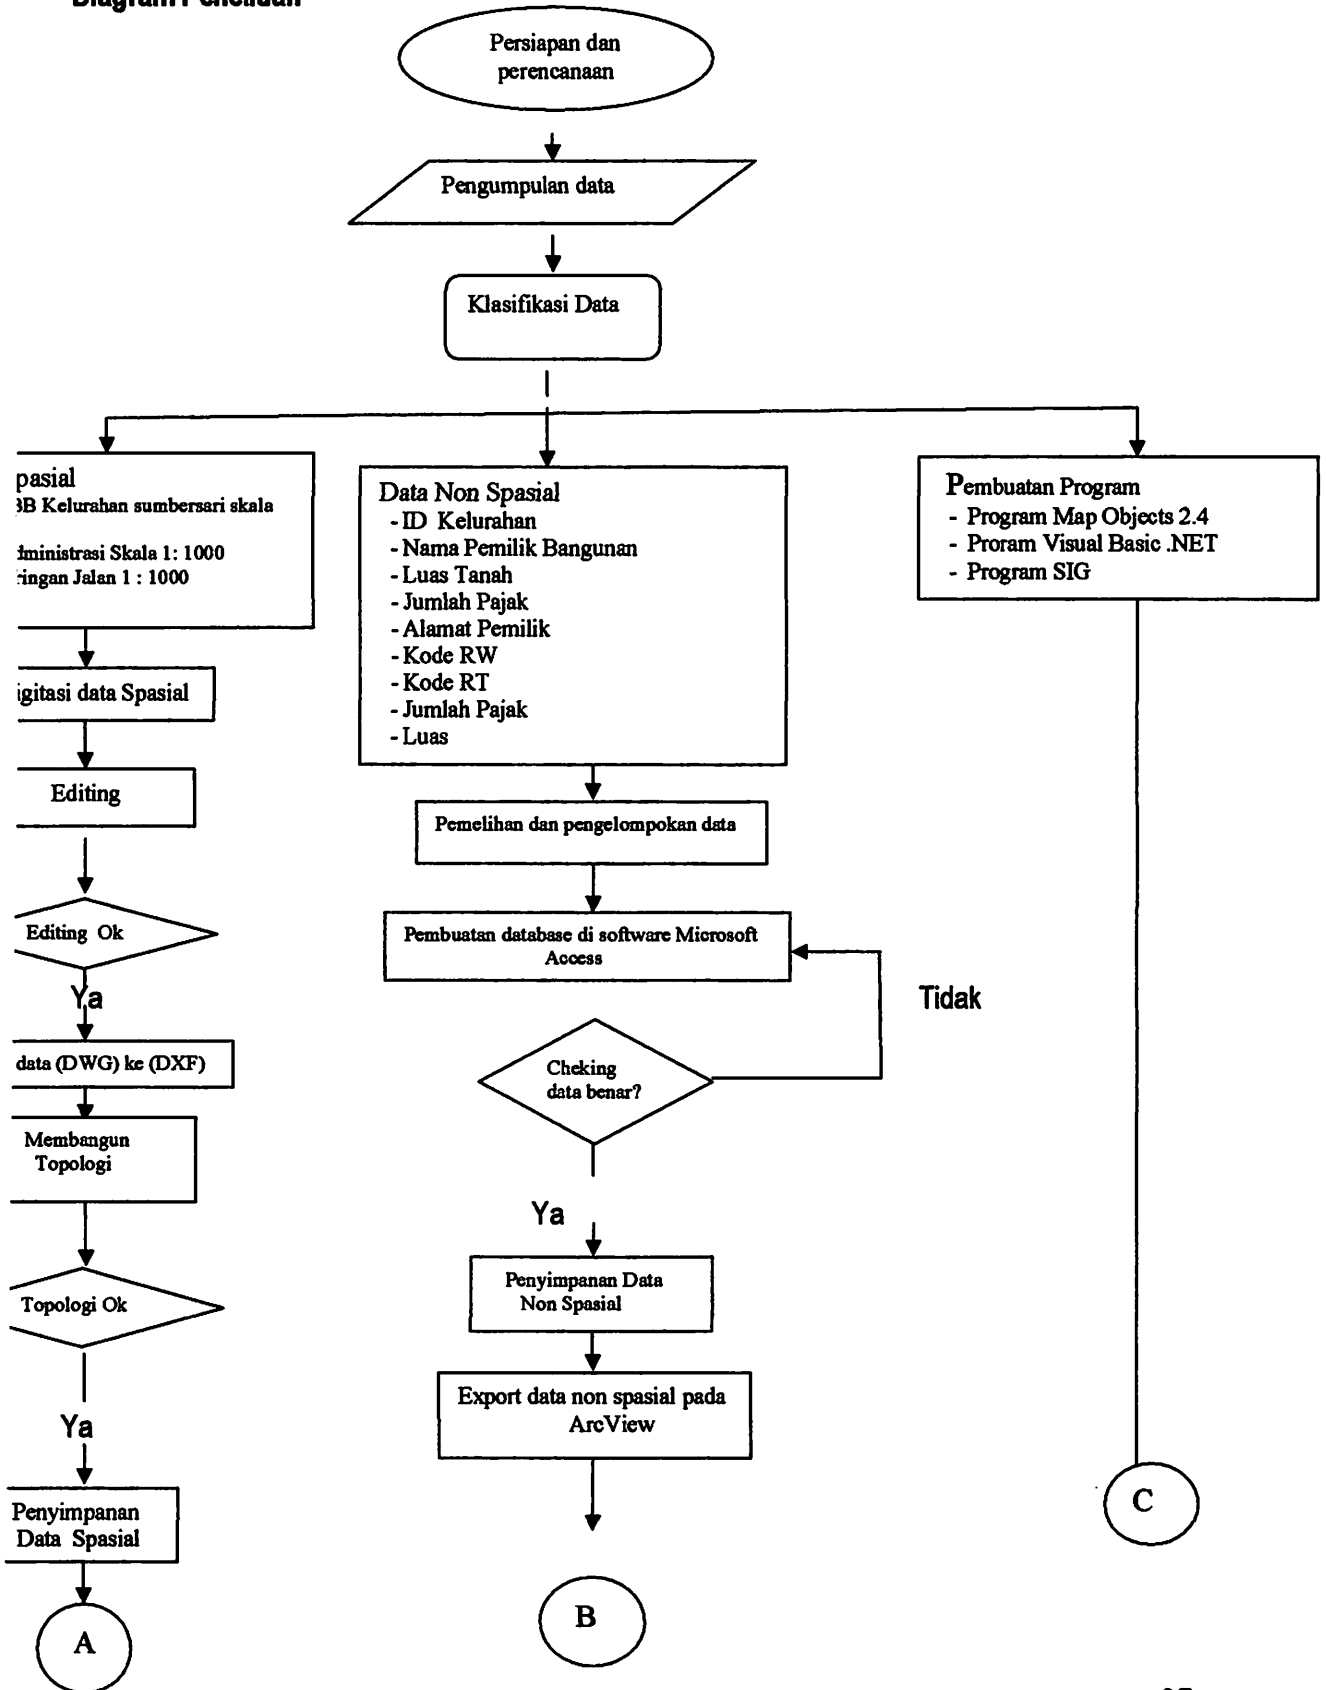 Diagram Penelitian
Persiapan dan
perencanaan
Pengumpulan data
Klasifikasi Data
pasial
BB Kelurahan sumbersari skala
dministrasi Skala 1: 1000
ringan Jalan 1 : 1000
igitasi data Spasial
Editing
Editing Ok
Ya
data (DWG) ke (DXF)
Membangun
Topologi
Topologi Ok
Ya
Penyimpanan
Data Spasial
A
Data Non Spasial
- ID Kelurahan
- Nama Pemilik Bangunan
- Luas Tanah
- Jumlah Pajak
- Alamat Pemilik
- Kode RW
- Kode RT
- Jumlah Pajak
- Luas
Pemelihan dan pengelompokan data
Pembuatan database di software Microsoft
Access
Tidak
Cheking
data benar?
Ya
Penyimpanan Data
Non Spasial
Export data non spasial pada
ArcView
B
Pembuatan Program
- Program Map Objects 2.4
- Proram Visual Basic .NET
- Program SIG
C